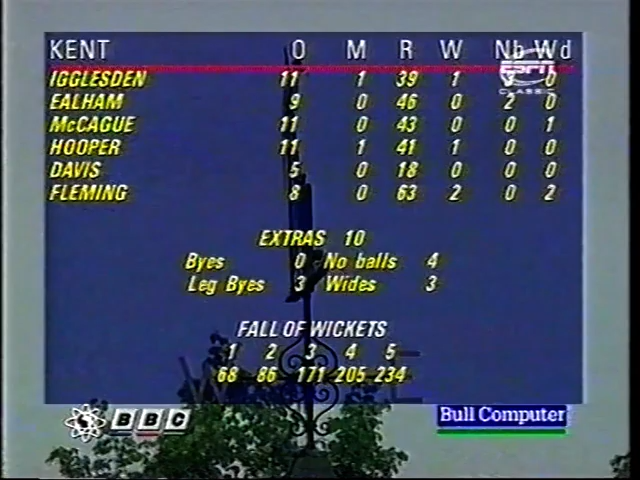 KENT O M R W Nb Wd
ESPN
CLASSIC
IGGLESDEN 11 1 39 1 0
EALHAM 9 0 46 0 2 0
McCAGUE 11 0 43 0 0 1
HOOPER 11 1 41 1 0 0
DAVIS 5 0 18 0 0 0
FLEMING 8 0 63 2 0 2
EXTRAS 10
Byes 0 No balls 4
Leg Byes 3 Wides 3
FALL OF WICKETS
1 2 3 4 5
68 86 171 205 234
BBC
Bull Computer